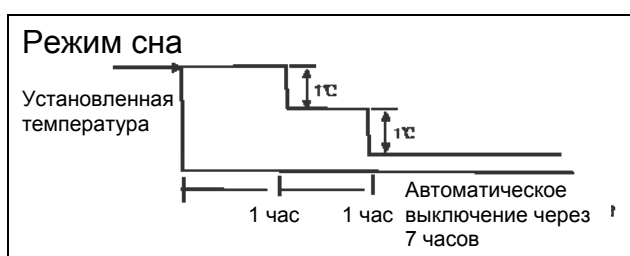 Режим сна
Установленная
температура
1℃
1℃
1 час
1 час
Автоматическое
выключение через
7 часов